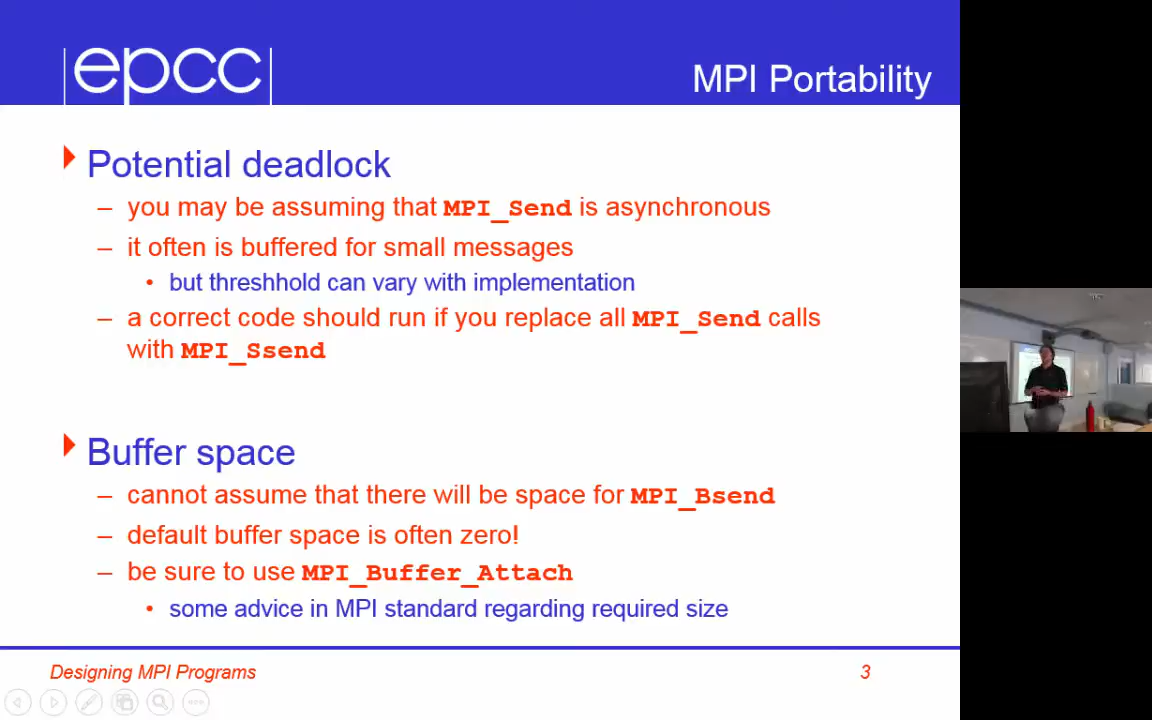 epcc
MPI Portability
Potential deadlock
– you may be assuming that MPI_Send is asynchronous
– it often is buffered for small messages
• but threshhold can vary with implementation
– a correct code should run if you replace all MPI_Send calls
with MPI_Ssend
Buffer space
– cannot assume that there will be space for MPI_Bsend
– default buffer space is often zero!
– be sure to use MPI_Buffer_Attach
• some advice in MPI standard regarding required size
Designing MPI Programs
3